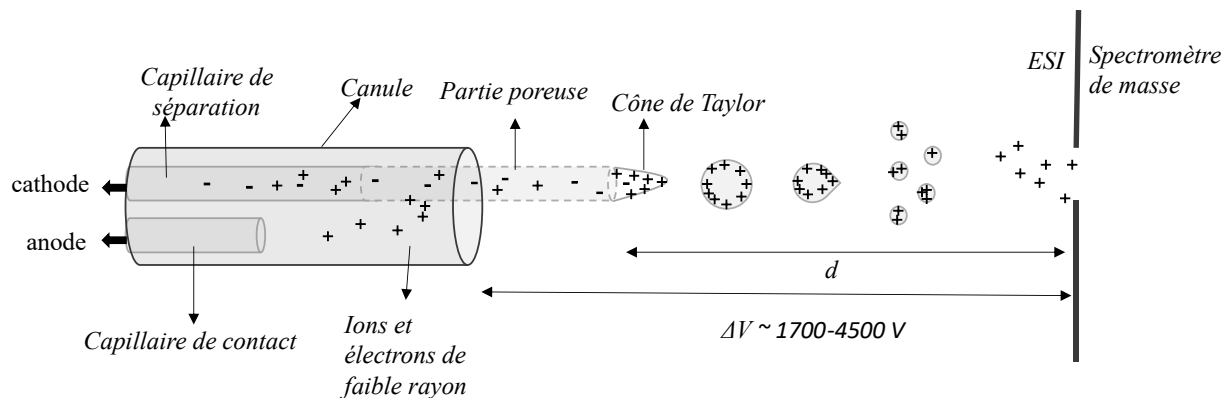 Capillaire de
séparation
Canule
Partie poreuse
Cône de Taylor
ESI
Spectromètre
de masse
cathode
anode
d
ΔV ~ 1700-4500 V
Capillaire de contact
Ions et
électrons de
faible rayon